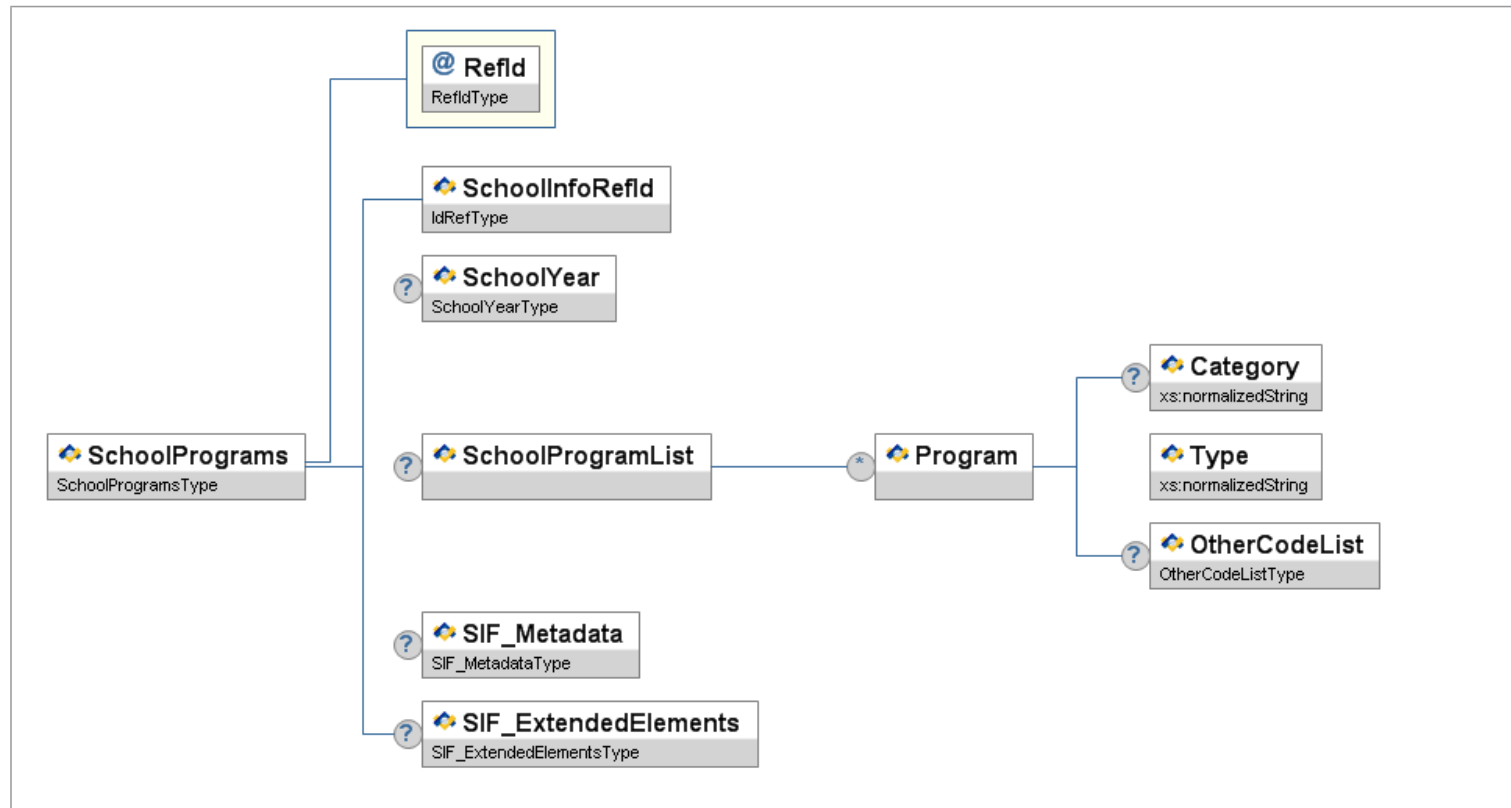 @ RefId
RefIdType
SchoolInfoRefId
IdRefType
? SchoolYear
SchoolYearType
? Category
xs:normalizedString
SchoolPrograms
SchoolProgramsType
? SchoolProgramList
* Program
Type
xs:normalizedString
? OtherCodeList
OtherCodeListType
? SIF_Metadata
SIF_MetadataType
? SIF_ExtendedElements
SIF_ExtendedElementsType